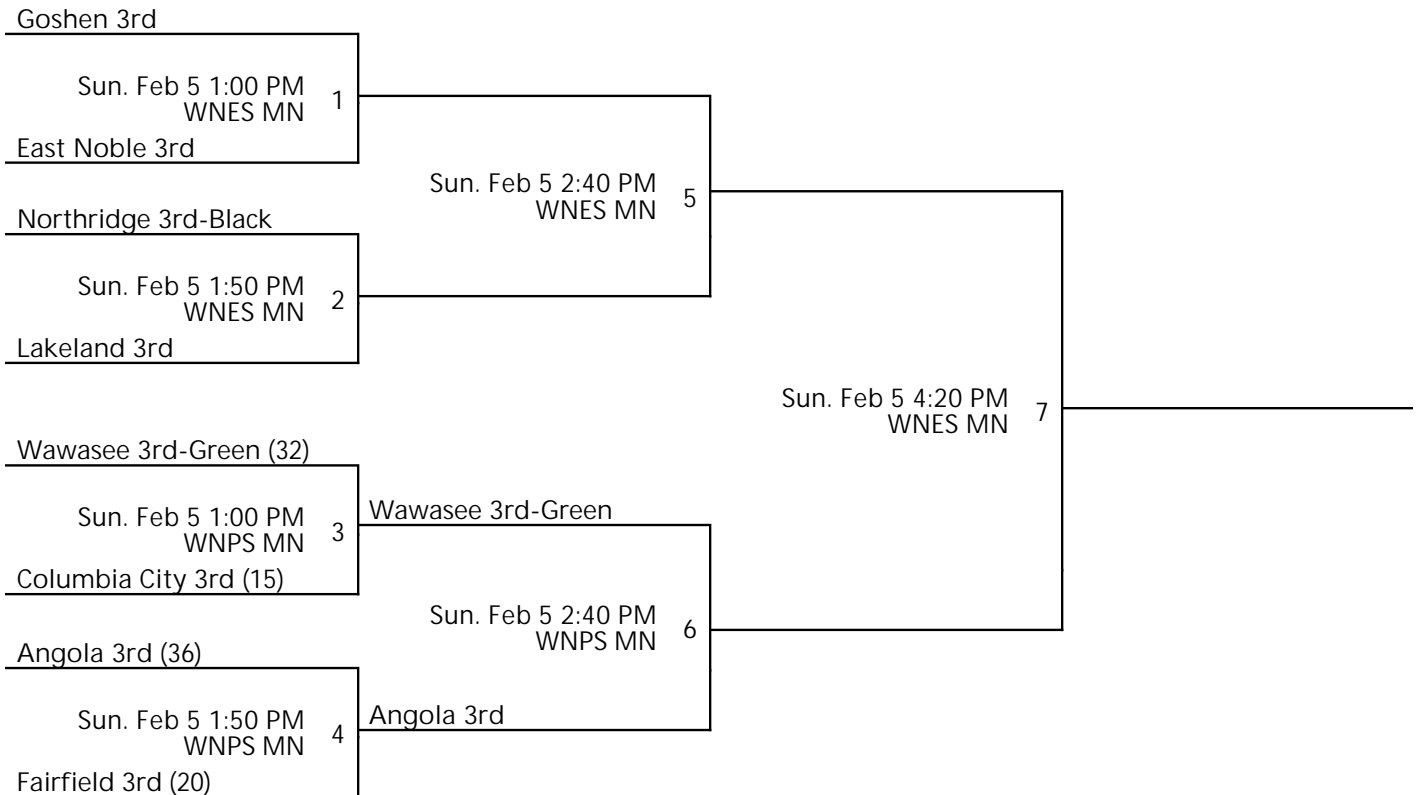 Goshen 3rd
Sun. Feb 5 1:00 PM
WNES MN
1
East Noble 3rd
Sun. Feb 5 2:40 PM
WNES MN
5
Northridge 3rd-Black
Sun. Feb 5 1:50 PM
WNES MN
2
Lakeland 3rd
Sun. Feb 5 4:20 PM
WNES MN
7
Wawasee 3rd-Green (32)
Sun. Feb 5 1:00 PM
WNPS MN
3
Wawasee 3rd-Green
Columbia City 3rd (15)
Sun. Feb 5 2:40 PM
WNPS MN
6
Angola 3rd (36)
Sun. Feb 5 1:50 PM
WNPS MN
4
Angola 3rd
Fairfield 3rd (20)